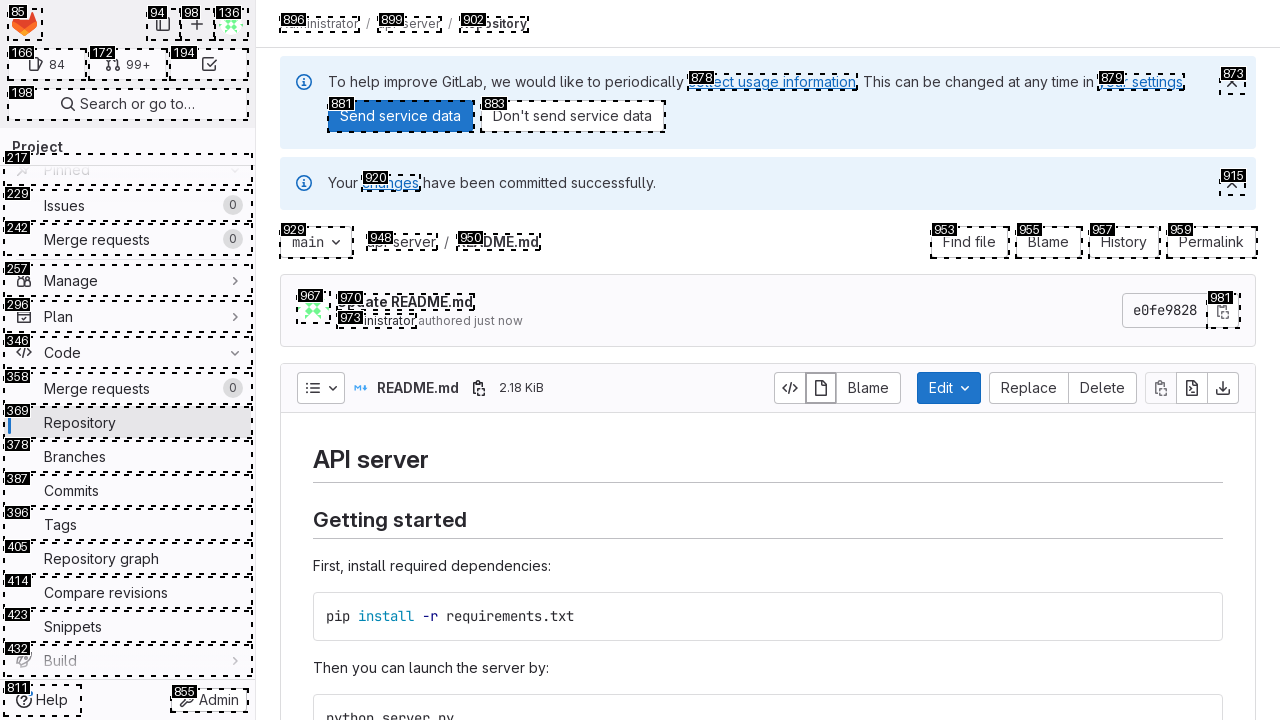 85
94
98
136
896
Administrator / 899 api-server / 902 Repository
166 84
172 99+
194
198 Search or go to…
Project
217 Pinned
229 Issues 0
242 Merge requests 0
257 Manage
296 Plan
346 Code
358 Merge requests 0
369 Repository
378 Branches
387 Commits
396 Tags
405 Repository graph
414 Compare revisions
423 Snippets
432 Build
811 Help
855 Admin
To help improve GitLab, we would like to periodically 878 collect usage information. This can be changed at any time in 879 your settings.
873
881 Send service data
883 Don't send service data
Your 920 changes have been committed successfully.
915
929 main
948 api-server / 950 README.md
953 Find file
955 Blame
957 History
959 Permalink
967
970 Update README.md
973 Administrator authored just now
e0fe9828
981
README.md 2.18 KiB
Blame
Edit
Replace
Delete
API server
Getting started
First, install required dependencies:
pip install -r requirements.txt
Then you can launch the server by:
python server.py